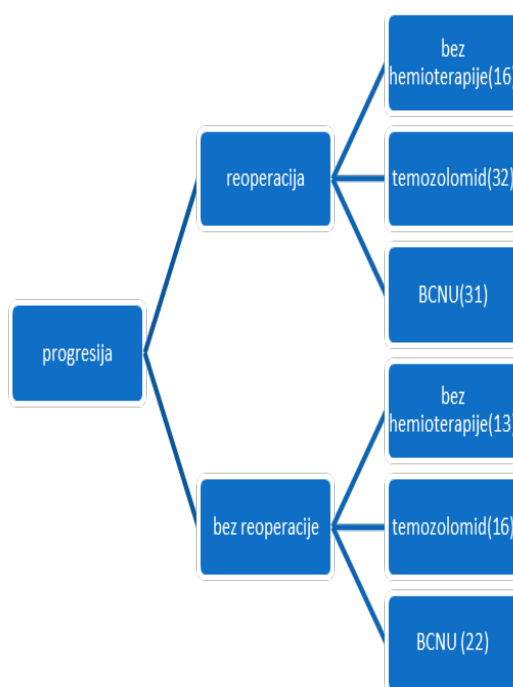 progresija
reoperacija
bez
hemioterapije(16)
temozolomid(32)
BCNU(31)
bez reoperacije
bez
hemioterapije(13)
temozolomid(16)
BCNU (22)